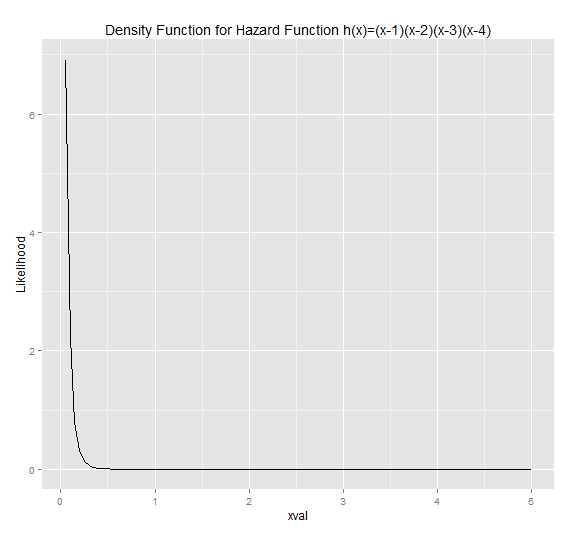 Density Function for Hazard Function h(x)=(x-1)(x-2)(x-3)(x-4)
Likelihood
6
4
2
0
0 1 2 3 4 5
xval